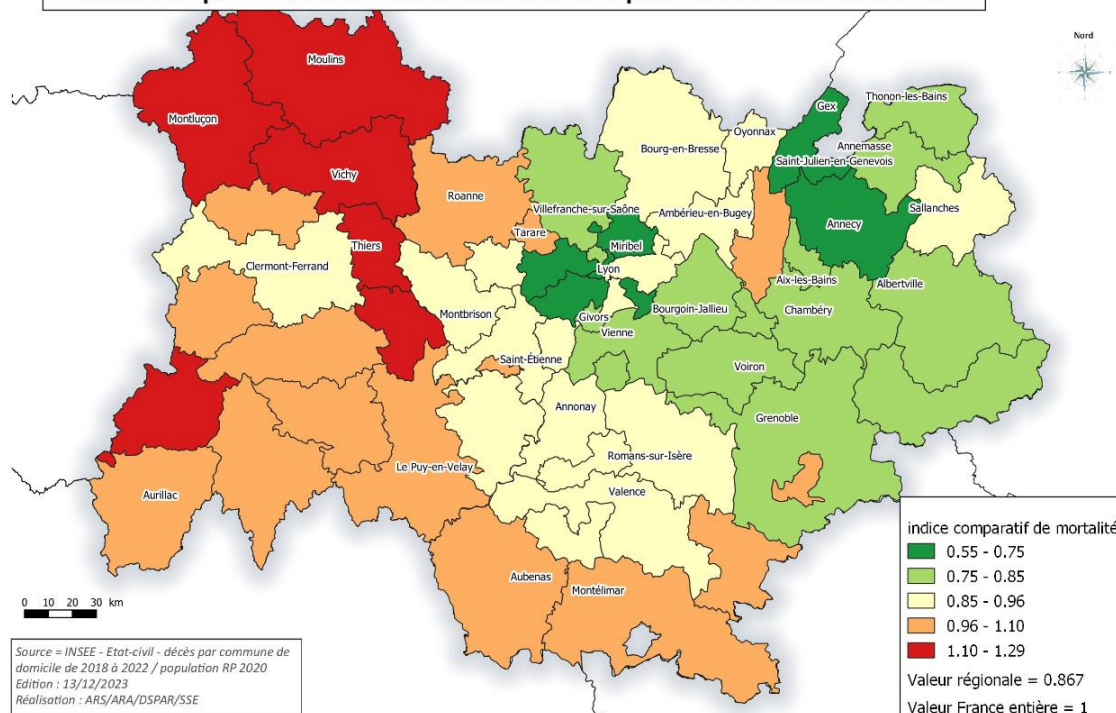 Nord
Moulins
Montluçon
Vichy
Gex
Thonon-les-Bains
Oyonnax
Annemasse
Bourg-en-Bresse
Saint-Julien-en-Genevois
Roanne
Villefranche-sur-Saône
Ambérieu-en-Bugey
Sallanches
Annecy
Tarare
Thiers
Miribel
Clermont-Ferrand
Lyon
Aix-les-Bains
Albertville
Montbrison
Givors
Bourgoin-Jallieu
Chambéry
Vienne
Saint-Étienne
Voiron
Annonay
Grenoble
Romans-sur-Isère
Le Puy-en-Velay
Valence
Aurillac
Aubenas
Montélimar
indice comparatif de mortalité
0.55 - 0.75
0.75 - 0.85
0.85 - 0.96
0.96 - 1.10
1.10 - 1.29
Valeur régionale = 0.867
Valeur France entière = 1
0 10 20 30 km
Source = INSEE - Etat-civil - décès par commune de
domicile de 2018 à 2022 / population RP 2020
Edition : 13/12/2023
Réalisation : ARS/ARA/DSPAR/SSE